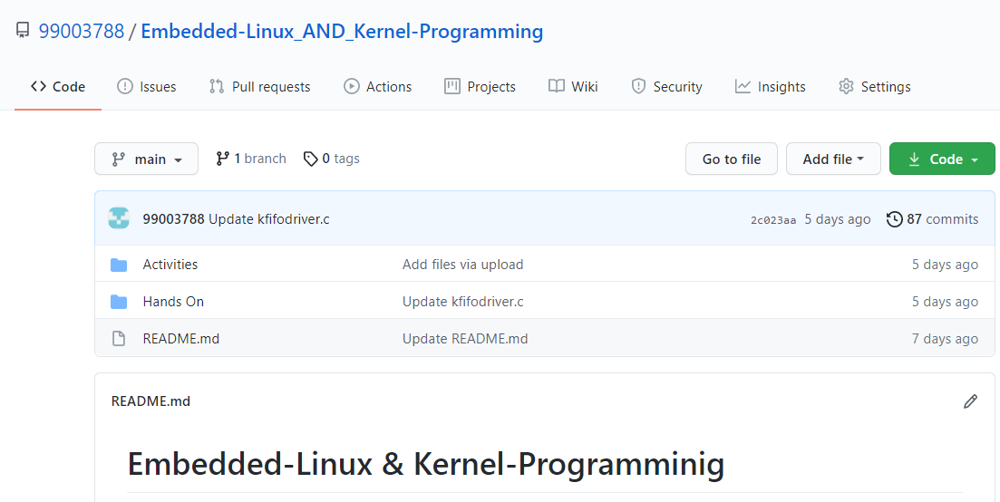 99003788 / Embedded-Linux_AND_Kernel-Programming
Code Issues Pull requests Actions Projects Wiki Security Insights Settings
main 1 branch 0 tags Go to file Add file Code
99003788 Update kfifodriver.c 2c023aa 5 days ago 87 commits
Activities Add files via upload 5 days ago
Hands On Update kfifodriver.c 5 days ago
README.md Update README.md 7 days ago
README.md
Embedded-Linux & Kernel-Programminig